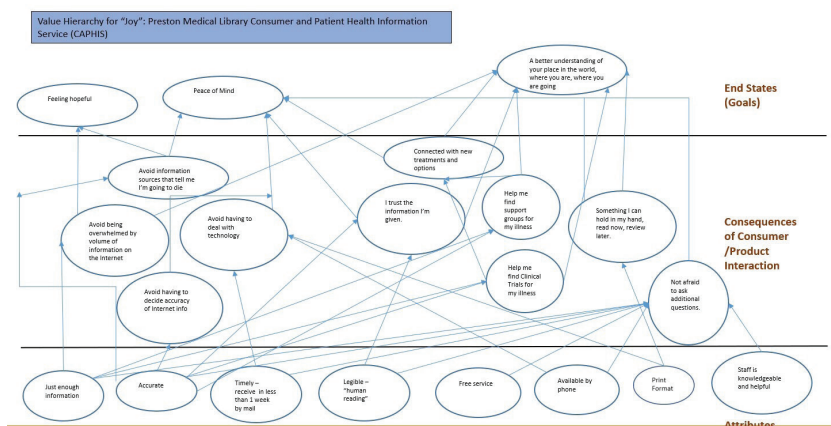 Value Hierarchy for "Joy": Preston Medical Library Consumer and Patient Health Information
Service (CAPHIS)
Feeling hopeful
Peace of Mind
A better understanding of
your place in the world,
where you are, where you
are going
End States
(Goals)
Connected with new
treatments and
options
Avoid information
sources that tell me
I'm going to die
Avoid being
overwhelmed by
volume of
information on
the Internet
Avoid having to
deal with
technology
I trust the
information I'm
given.
Help me
find
support
groups for
my illness
Something I can
hold in my hand,
read now, review
later.
Consequences
of Consumer
/Product
Interaction
Avoid having to
decide accuracy
of Internet info
Help me
find Clinical
Trials for
my illness
Not afraid
to ask
additional
questions.
Just enough
information
Accurate
Timely –
receive in less
than 1 week
by mail
Legible –
"human
reading"
Free service
Available by
phone
Print
Format
Staff is
knowledgeable
and helpful
Attributes